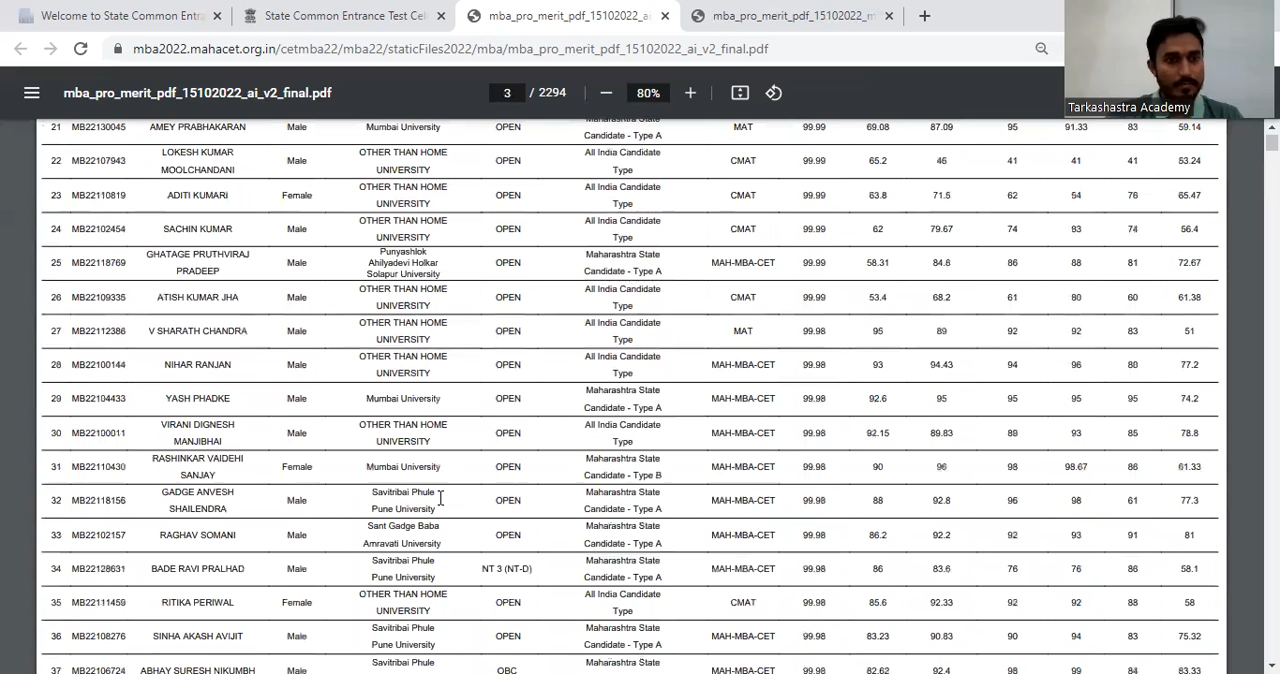 Welcome to State Common Entra
State Common Entrance Test Cel
mba_pro_merit_pdf_15102022_ai
mba_pro_merit_pdf_15102022_m
mba2022.mahacet.org.in/cetmba22/mba22/staticFiles2022/mba/mba_pro_merit_pdf_15102022_ai_v2_final.pdf
mba_pro_merit_pdf_15102022_ai_v2_final.pdf
3 / 2294
80%
Tarkashastra Academy
21 MB22130045 AMEY PRABHAKARAN Male Mumbai University OPEN Maharashtra State Candidate - Type A MAT 99.99 69.08 87.09 95 91.33 83 59.14
22 MB22107943 LOKESH KUMAR MOOLCHANDANI Male OTHER THAN HOME UNIVERSITY OPEN All India Candidate Type CMAT 99.99 65.2 46 41 41 41 53.24
23 MB22110819 ADITI KUMARI Female OTHER THAN HOME UNIVERSITY OPEN All India Candidate Type CMAT 99.99 63.8 71.5 62 54 76 65.47
24 MB22102454 SACHIN KUMAR Male OTHER THAN HOME UNIVERSITY OPEN All India Candidate Type CMAT 99.99 62 79.67 74 83 74 56.4
25 MB22118769 GHATAGE PRUTHVIRAJ PRADEEP Male Punyashlok Ahilyadevi Holkar Solapur University OPEN Maharashtra State Candidate - Type A MAH-MBA-CET 99.99 58.31 84.8 86 88 81 72.67
26 MB22109335 ATISH KUMAR JHA Male OTHER THAN HOME UNIVERSITY OPEN All India Candidate Type CMAT 99.99 53.4 68.2 61 80 60 61.38
27 MB22112386 V SHARATH CHANDRA Male OTHER THAN HOME UNIVERSITY OPEN All India Candidate Type MAT 99.98 95 89 92 92 83 51
28 MB22100144 NIHAR RANJAN Male OTHER THAN HOME UNIVERSITY OPEN All India Candidate Type MAH-MBA-CET 99.98 93 94.43 94 96 80 77.2
29 MB22104433 YASH PHADKE Male Mumbai University OPEN Maharashtra State Candidate - Type A MAH-MBA-CET 99.98 92.6 95 95 95 95 74.2
30 MB22100011 VIRANI DIGNESH MANJIBHAI Male OTHER THAN HOME UNIVERSITY OPEN All India Candidate Type MAH-MBA-CET 99.98 92.15 89.83 89 93 85 78.8
31 MB22110430 RASHINKAR VAIDEHI SANJAY Female Mumbai University OPEN Maharashtra State Candidate - Type B MAH-MBA-CET 99.98 90 96 98 98.67 86 61.33
32 MB22118156 GADGE ANVESH SHAILENDRA Male Savitribai Phule Pune University OPEN Maharashtra State Candidate - Type A MAH-MBA-CET 99.98 88 92.8 96 98 61 77.3
33 MB22102157 RAGHAV SOMANI Male Sant Gadge Baba Amravati University OPEN Maharashtra State Candidate - Type A MAH-MBA-CET 99.98 86.2 92.2 92 93 91 81
34 MB22128631 BADE RAVI PRALHAD Male Savitribai Phule Pune University NT 3 (NT-D) Maharashtra State Candidate - Type A MAH-MBA-CET 99.98 86 83.6 76 76 86 58.1
35 MB22111459 RITIKA PERIWAL Female OTHER THAN HOME UNIVERSITY OPEN All India Candidate Type CMAT 99.98 85.6 92.33 92 92 88 58
36 MB22108276 SINHA AKASH AVIJIT Male Savitribai Phule Pune University OPEN Maharashtra State Candidate - Type A MAH-MBA-CET 99.98 83.23 90.83 90 94 83 75.32
37 MB22106724 ABHAY SURESH NIKUMBH Male Savitribai Phule OBC Maharashtra State MAH-MBA-CET 99.98 82.62 92.4 98 99 84 83.33